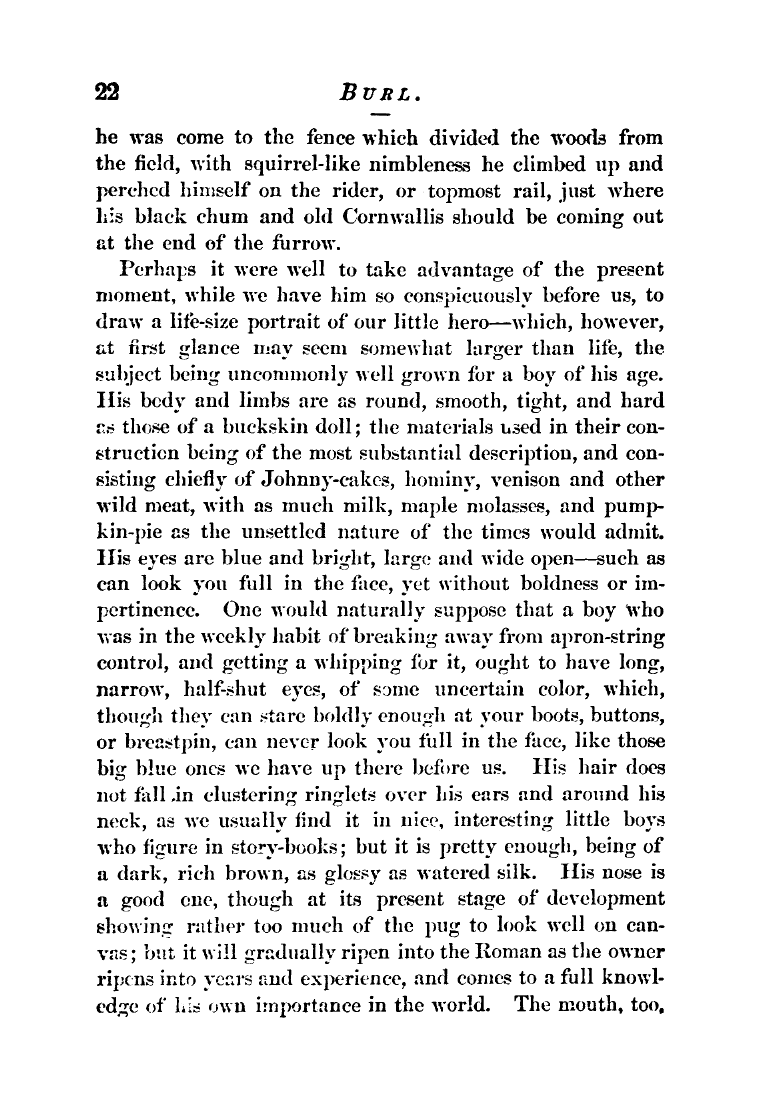 22 BURL.
he was come to the fence which divided the woods from
the field, with squirrel-like nimbleness he climbed up and
perched himself on the rider, or topmost rail, just where
his black chum and old Cornwallis should be coming out
at the end of the furrow.
Perhaps it were well to take advantage of the present
moment, while we have him so conspicuously before us, to
draw a life-size portrait of our little hero—which, however,
at first glance may seem somewhat larger than life, the
subject being uncommonly well grown for a boy of his age.
His body and limbs are as round, smooth, tight, and hard
as those of a buckskin doll; the materials used in their con-
struction being of the most substantial description, and con-
sisting chiefly of Johnny-cakes, hominy, venison and other
wild meat, with as much milk, maple molasses, and pump-
kin-pie as the unsettled nature of the times would admit.
His eyes are blue and bright, large and wide open—such as
can look you full in the face, yet without boldness or im-
pertinence. One would naturally suppose that a boy who
was in the weekly habit of breaking away from apron-string
control, and getting a whipping for it, ought to have long,
narrow, half-shut eyes, of some uncertain color, which,
though they can stare boldly enough at your boots, buttons,
or breastpin, can never look you full in the face, like those
big blue ones we have up there before us. His hair does
not fall in clustering ringlets over his ears and around his
neck, as we usually find it in nice, interesting little boys
who figure in story-books; but it is pretty enough, being of
a dark, rich brown, as glossy as watered silk. His nose is
a good one, though at its present stage of development
showing rather too much of the pug to look well on can-
vas; but it will gradually ripen into the Roman as the owner
ripens into years and experience, and comes to a full knowl-
edge of his own importance in the world. The mouth, too,